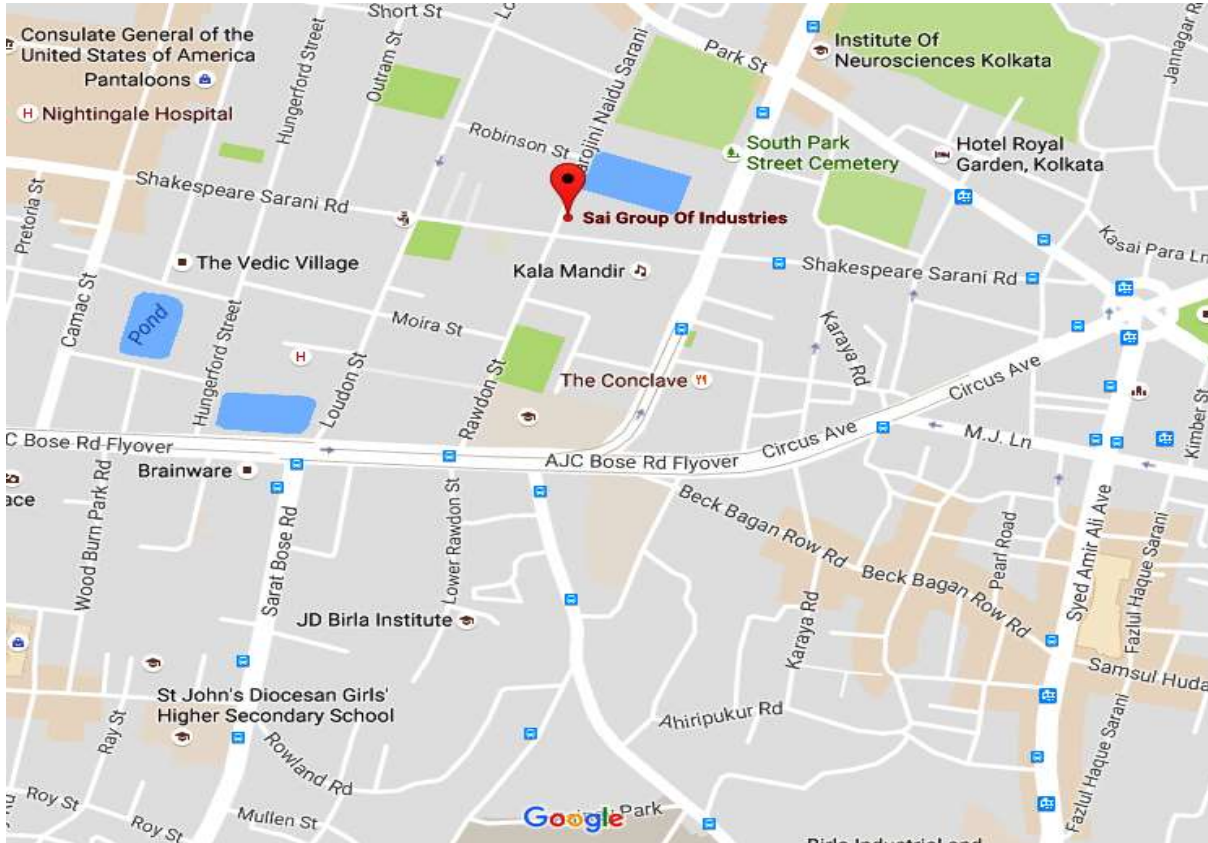 Short St
Lo
Consulate General of the
United States of America
Pantaloons
Nightingale Hospital
Hungerford Street
Outram St
Sarojini Naidu Sarani
Park St
Institute Of
Neurosciences Kolkata
Jannagar R
Robinson St
South Park
Street Cemetery
Hotel Royal
Garden, Kolkata
Pretoria St
Shakespeare Sarani Rd
Sai Group Of Industries
Kasai Para Ln
The Vedic Village
Kala Mandir
Shakespeare Sarani Rd
Camac St
Pond
Hungerford Street
Moira St
Loudon St
Rawdon St
Karaya Rd
The Conclave
Circus Ave
Kimber St
C Bose Rd Flyover
Circus Ave
M.J. Ln
AJC Bose Rd Flyover
Brainware
ace
Wood Burn Park Rd
Sarat Bose Rd
Lower Rawdon St
Beck Bagan Row Rd
Pearl Road
Syed Amir Ali Ave
Fazlul Haque Sarani
Beck Bagan Row Rd
JD Birla Institute
Karaya Rd
Samsul Huda
St John's Diocesan Girls'
Higher Secondary School
Ahiripukur Rd
Ray St
Rowland Rd
Fazlul Haque Sarani
Roy St
Roy St
Mullen St
Google
Park
Birla Industrial and